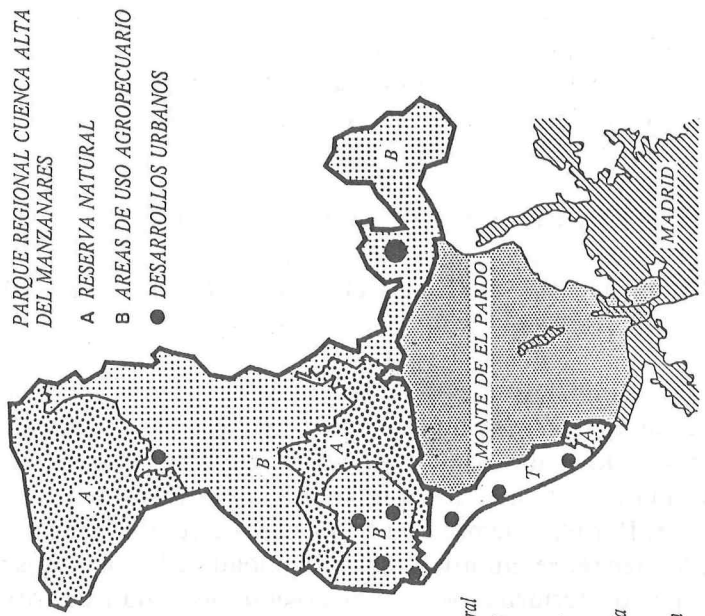 PARQUE REGIONAL CUENCA ALTA
DEL MANZANARES
A RESERVA NATURAL
B AREAS DE USO AGROPECUARIO
DESARROLLOS URBANOS
A
B
A
B
B
MONTE DE EL PARDO
T
A
MADRID
ral
a